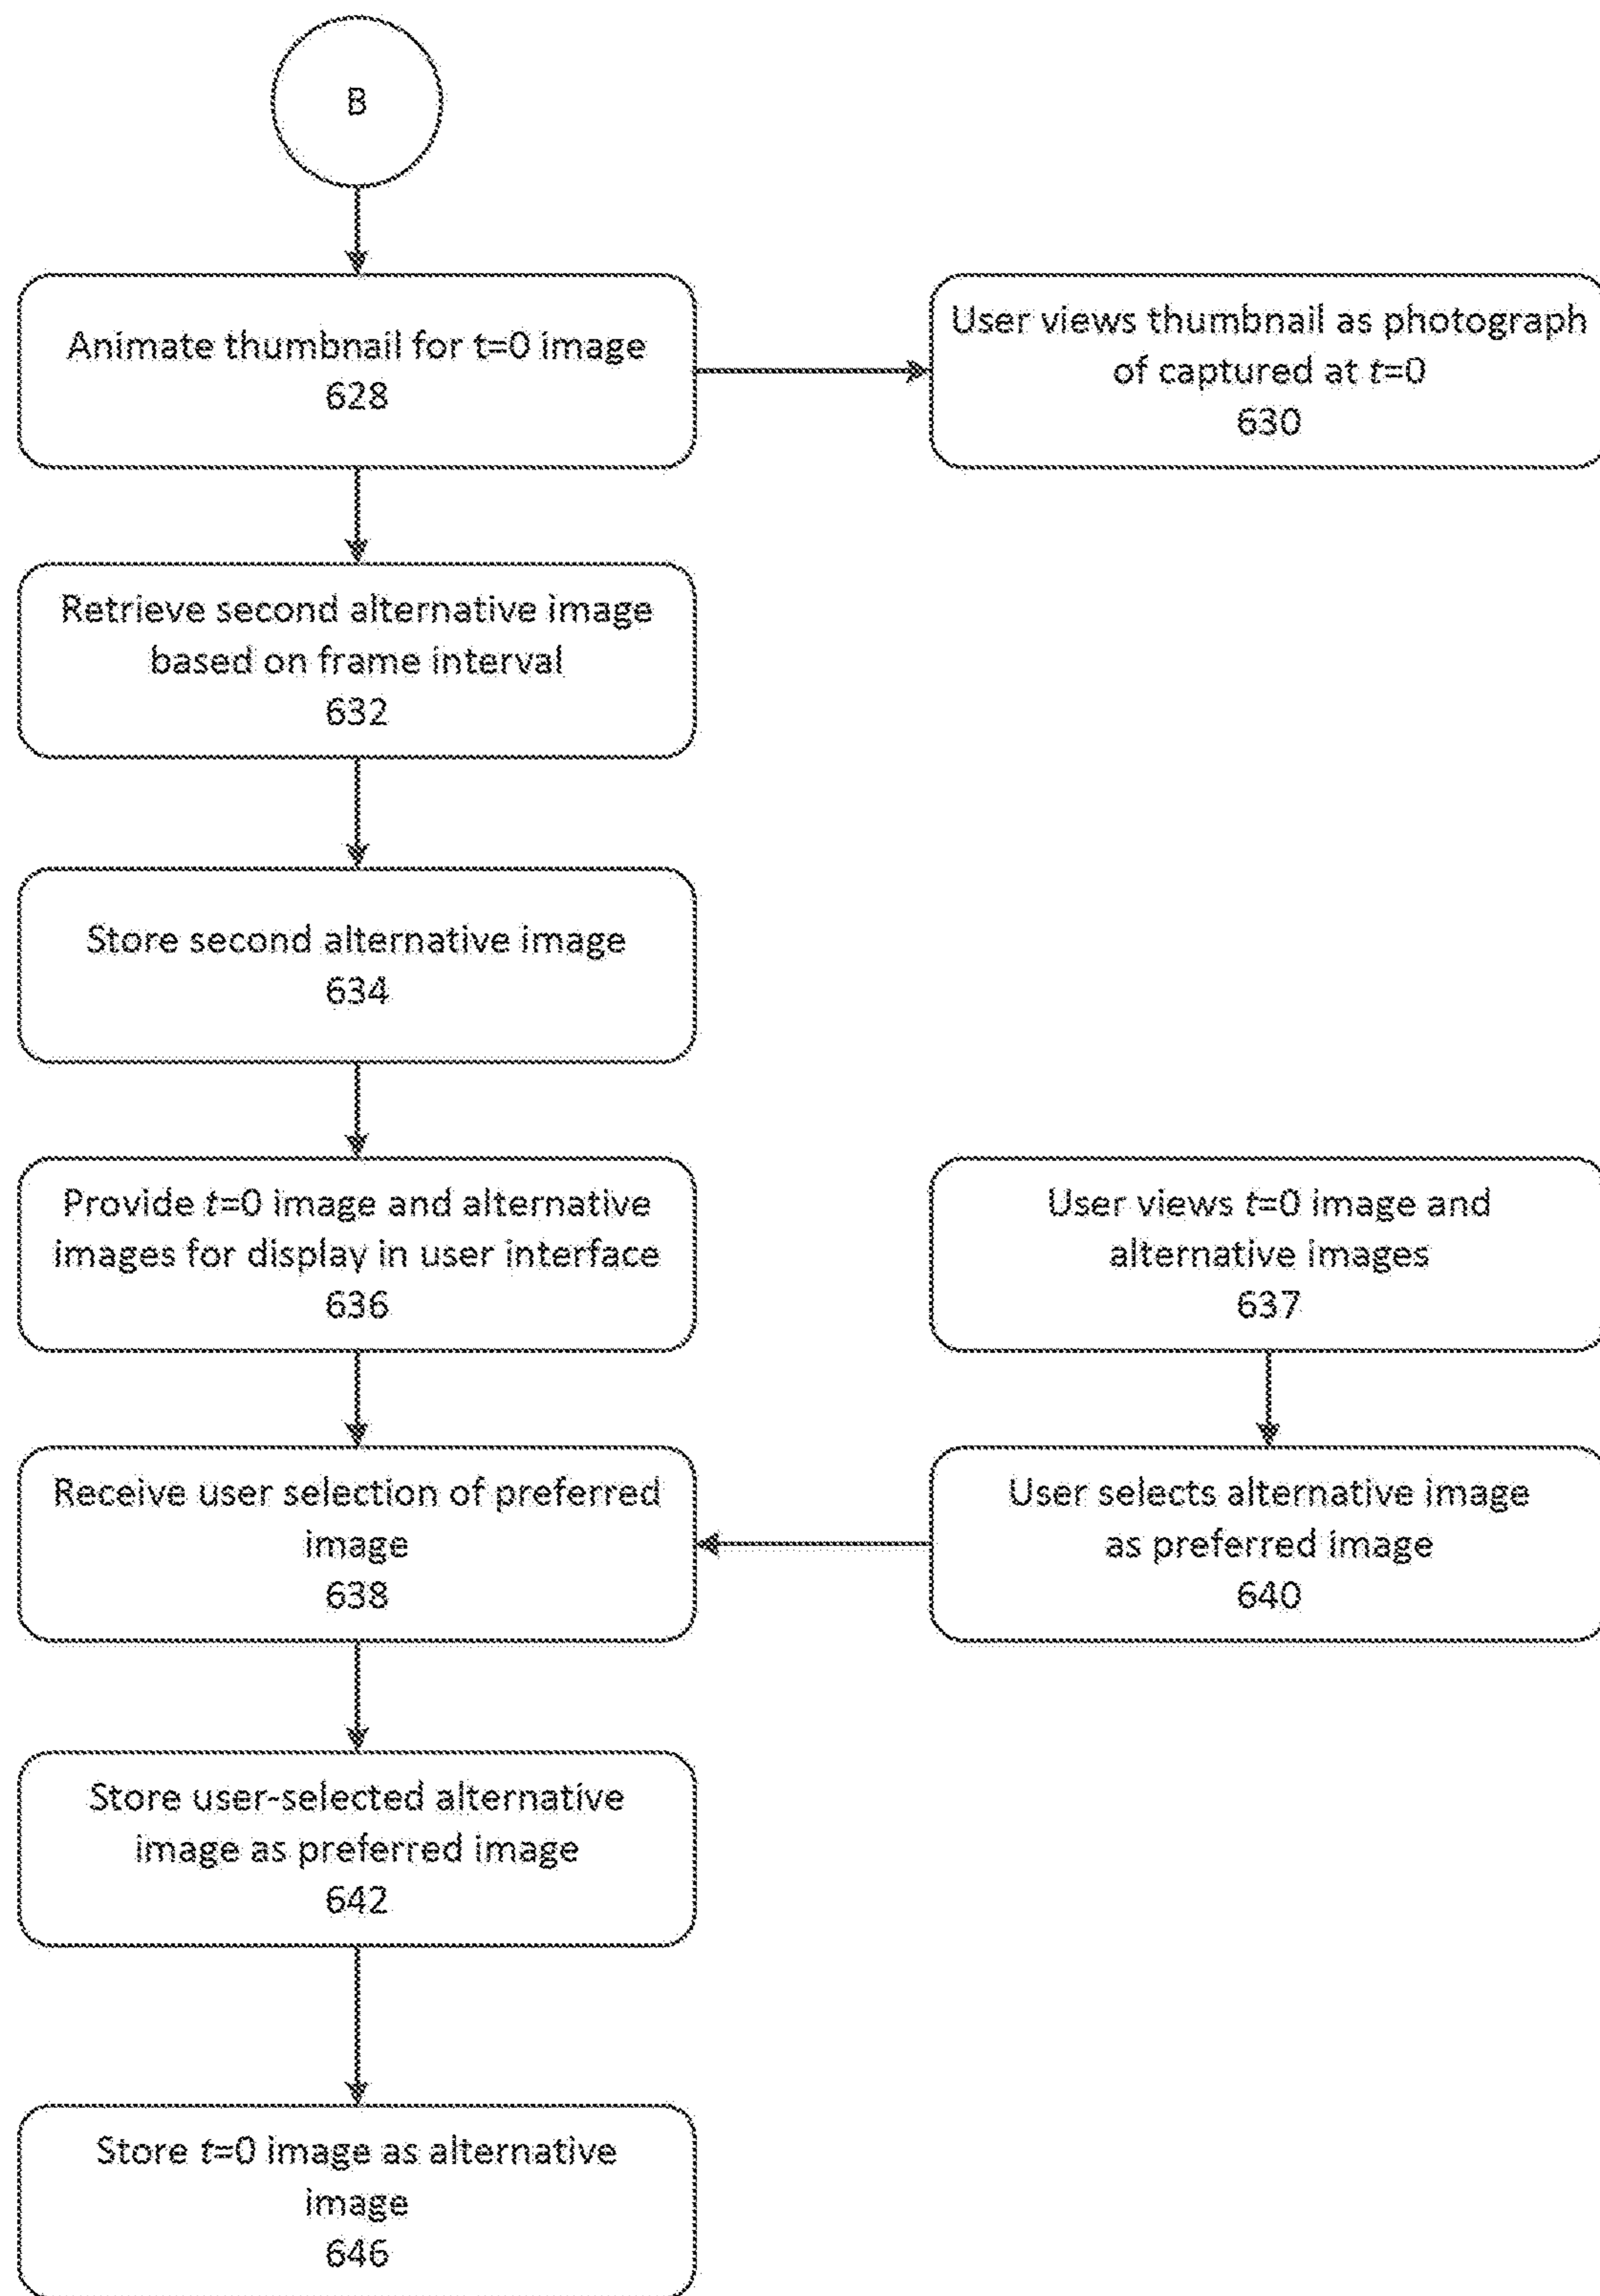 B
Animate thumbnail for t=0 image
628
User views thumbnail as photograph
of captured at t=0
630
Retrieve second alternative image
based on frame interval
632
Store second alternative image
634
Provide t=0 image and alternative
images for display in user interface
636
User views t=0 image and
alternative images
637
Receive user selection of preferred
image
638
User selects alternative image
as preferred image
640
Store user-selected alternative
image as preferred image
642
Store t=0 image as alternative
image
646